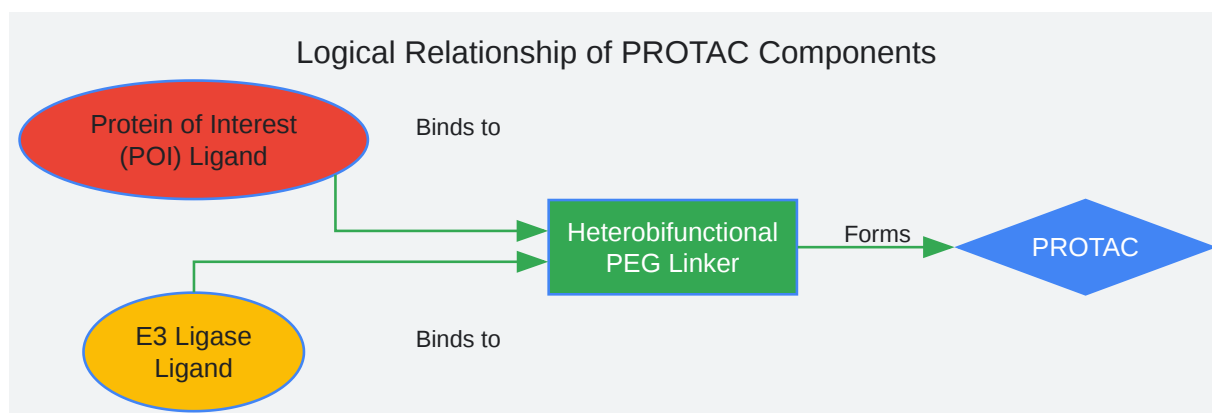 Logical Relationship of PROTAC Components
Protein of Interest
(POI) Ligand
Binds to
Heterobifunctional
PEG Linker
Forms
PROTAC
E3 Ligase
Ligand
Binds to